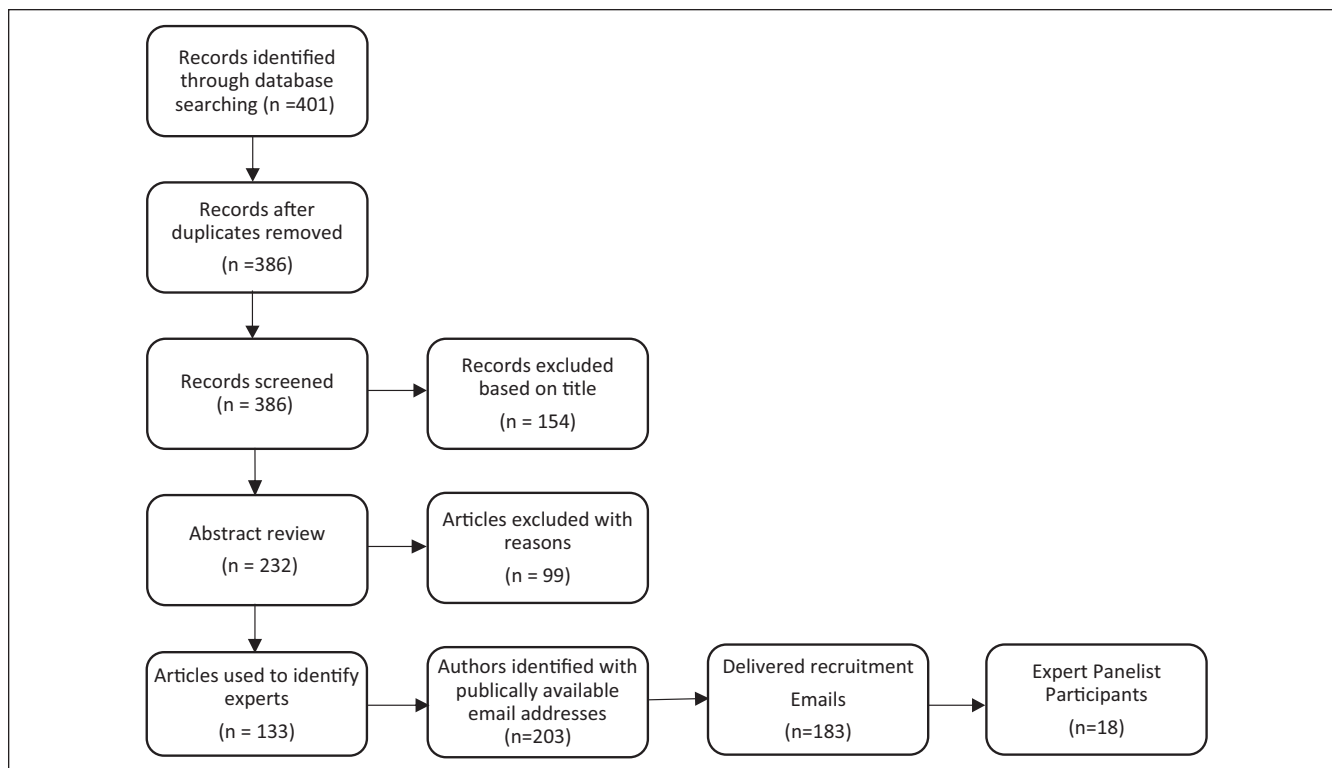 Records identified
through database
searching (n =401)
Records after
duplicates removed
(n =386)
Records screened
(n = 386)
Records excluded
based on title
(n = 154)
Abstract review
(n = 232)
Articles excluded with
reasons
(n = 99)
Articles used to identify
experts
(n = 133)
Authors identified with
publically available
email addresses
(n=203)
Delivered recruitment
Emails
(n=183)
Expert Panelist
Participants
(n=18)